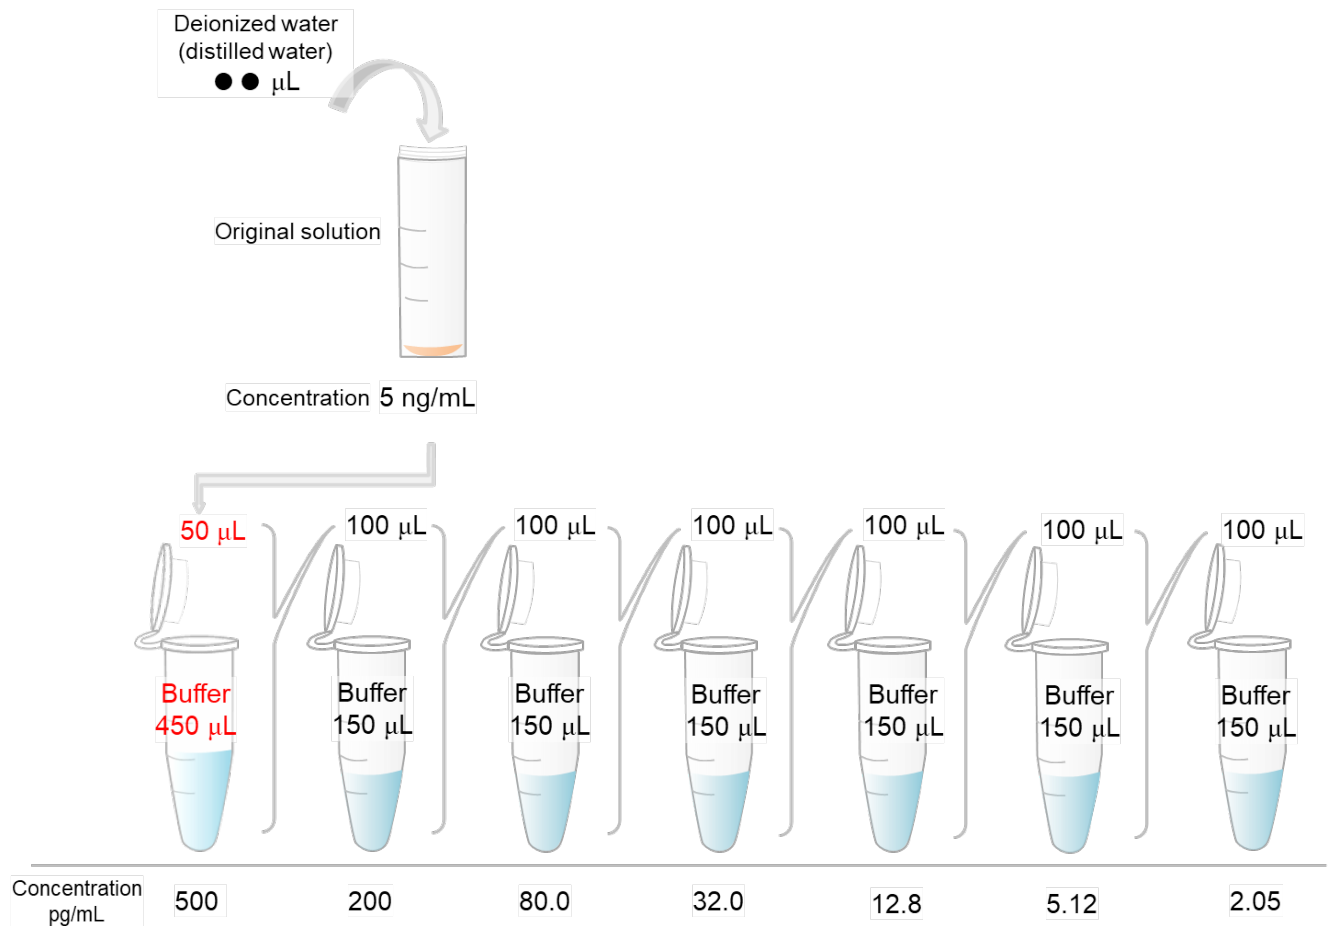 Deionized water
(distilled water)
●● μL
Original solution
Concentration 5 ng/mL
50 μL 100 μL 100 μL 100 μL 100 μL 100 μL 100 μL
Buffer Buffer Buffer Buffer Buffer Buffer Buffer
450 μL 150 μL 150 μL 150 μL 150 μL 150 μL 150 μL
Concentration
pg/mL
500 200 80.0 32.0 12.8 5.12 2.05